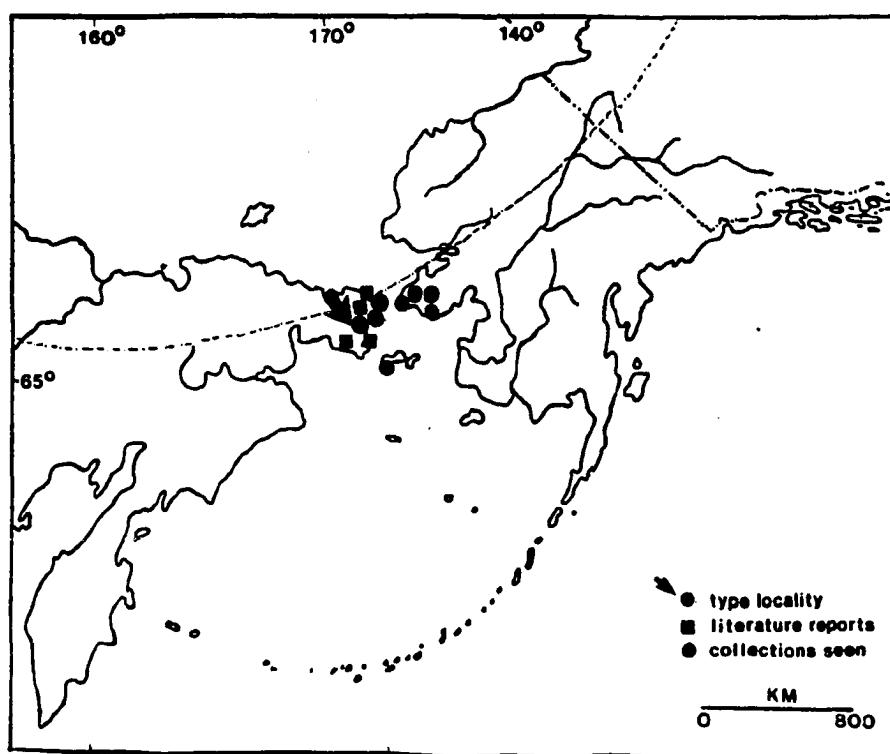 160° 170° 140°
65°
type locality
literature reports
collections seen
KM
0 800